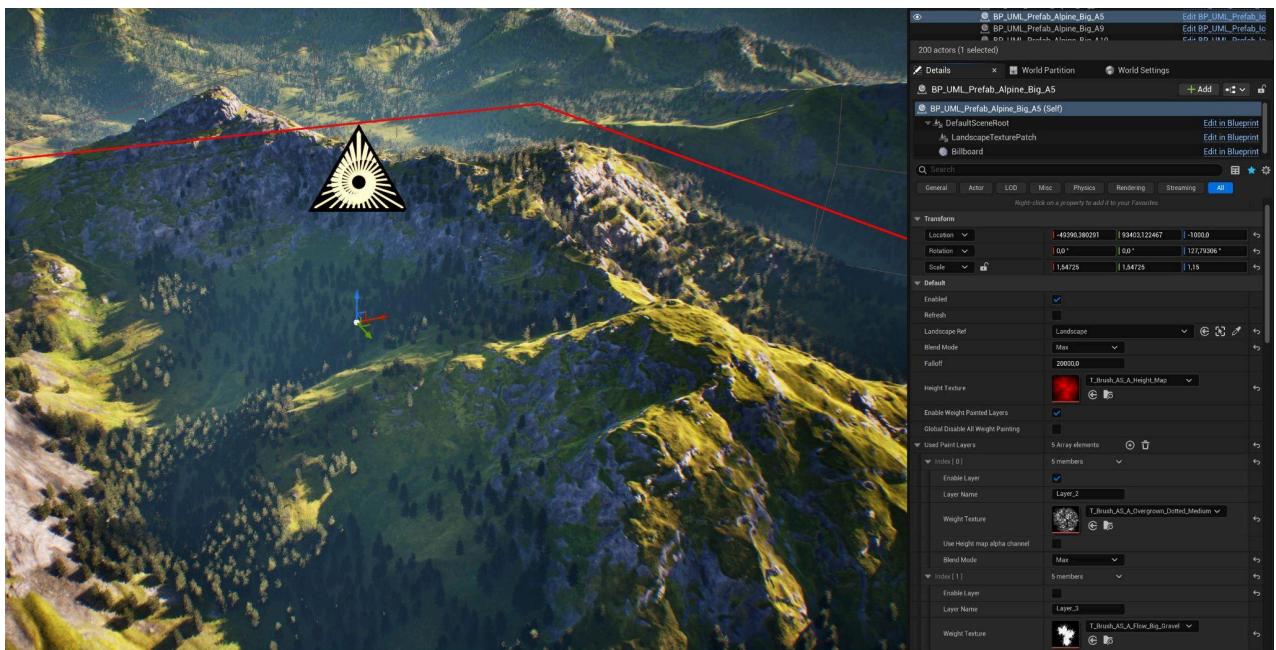 BP_UML_Prefab_Alpine_Big_A5 Edit BP_UML_Prefab_Ic
BP_UML_Prefab_Alpine_Big_A9 Edit BP_UML_Prefab_Ic
BP_UML_Prefab_Alpine_Big_A10 Edit BP_UML_Prefab_Ic
200 actors (1 selected)
Details × World Partition World Settings
BP_UML_Prefab_Alpine_Big_A5 + Add
BP_UML_Prefab_Alpine_Big_A5 (Self)
DefaultSceneRoot Edit in Blueprint
LandscapeTexturePatch Edit in Blueprint
Billboard Edit in Blueprint
Search
General Actor LOD Misc Physics Rendering Streaming All
Right-click on a property to add it to your Favorites
Transform
Location -49390,380291 93403,122467 -1000,0
Rotation 0,0 ° 0,0 ° 127,79306 °
Scale 1,54725 1,54725 1,15
Default
Enabled
Refresh
Landscape Ref Landscape
Blend Mode Max
Falloff 20000,0
Height Texture T_Brush_AS_A_Height_Map
Enable Weight Painted Layers
Global Disable All Weight Painting
Used Paint Layers 5 Array elements
Index [ 0 ] 5 members
Enable Layer
Layer Name Layer_2
Weight Texture T_Brush_AS_A_Overgrown_Dotted_Medium
Use Height map alpha channel
Blend Mode Max
Index [ 1 ] 5 members
Enable Layer
Layer Name Layer_3
Weight Texture T_Brush_AS_A_Flow_Big_Gravel